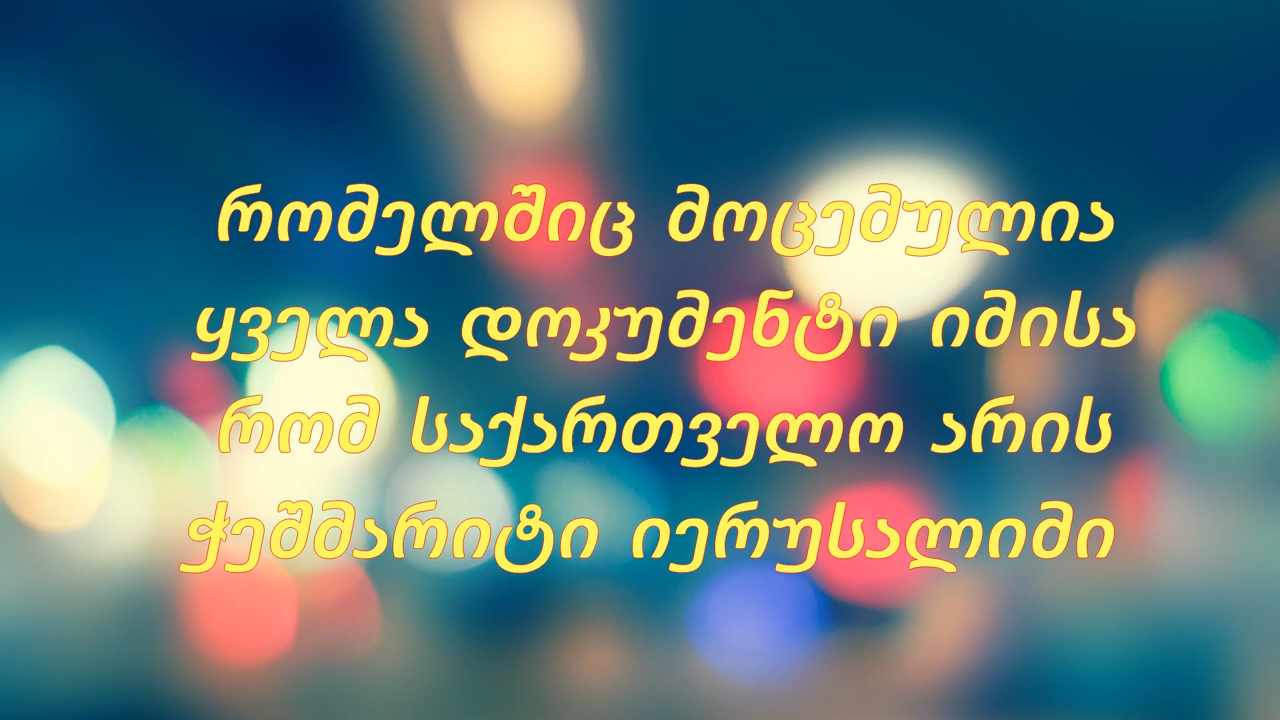 რომელშიც მოცემულია
ყველა დოკუმენტი იმისა
რომ საქართველო არის
ჭეშმარიტი იერუსალიმი